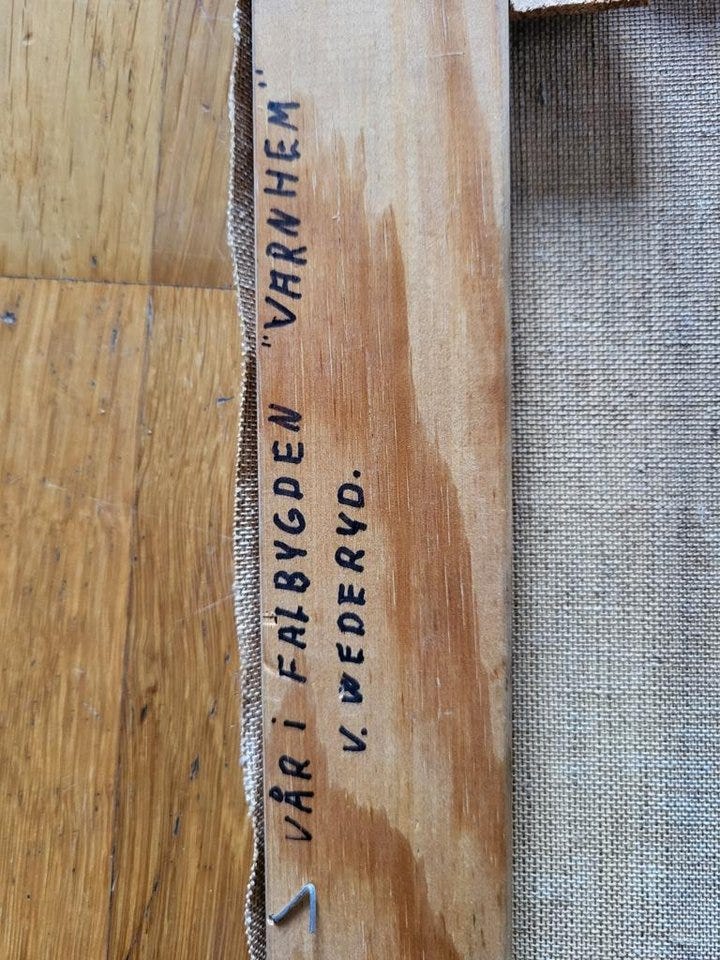 VÅR i FALBYGDEN "VARNHEM"
V. WEDERYD.